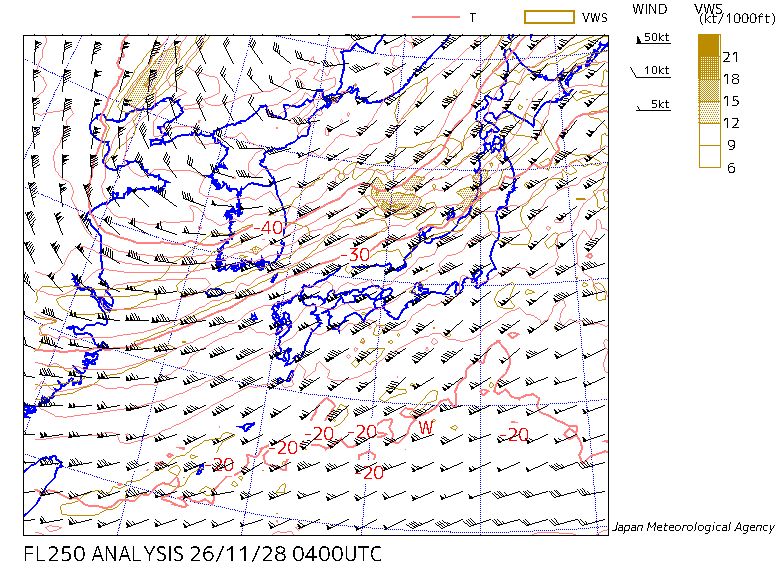 T
VWS
WIND
VWS
(kt/1000ft)
50kt
10kt
5kt
21
18
15
12
9
6
-40
-30
W
-20
-20
-20
-20
20
20
Japan Meteorological Agency
FL250 ANALYSIS 26/11/28 0400UTC